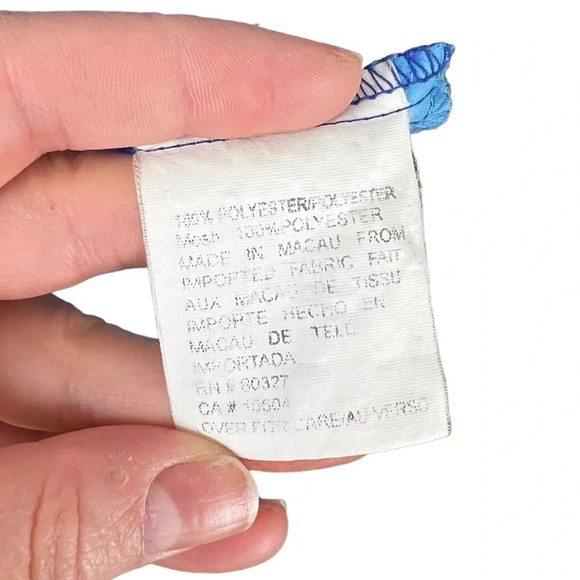 100% POLYESTER/POLYESTER
Mesh 100%POLYESTER
MADE IN MACAU FROM
IMPORTED FABRIC FAIT
AUX MACAU DE TISSU
IMPORTE HECHO EN
MACAU DE TELE
IMPORTADA
RN # 80327
CA # 15504
OVER FOR CARE/AU VERSO